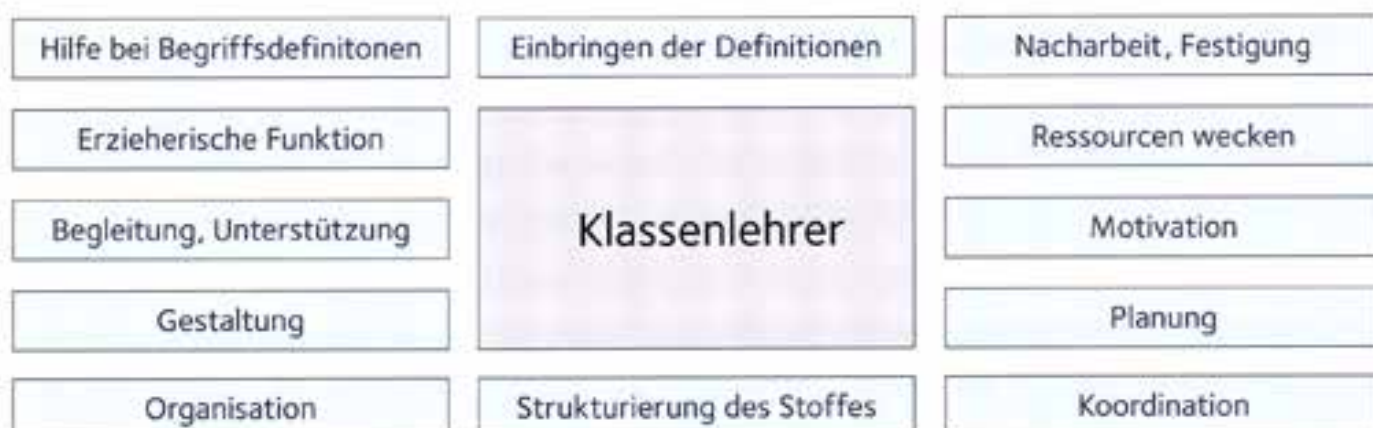 Hilfe bei Begriffsdefinitonen
Einbringen der Definitionen
Nacharbeit, Festigung
Erzieherische Funktion
Ressourcen wecken
Begleitung, Unterstützung
Klassenlehrer
Motivation
Gestaltung
Planung
Organisation
Strukturierung des Stoffes
Koordination